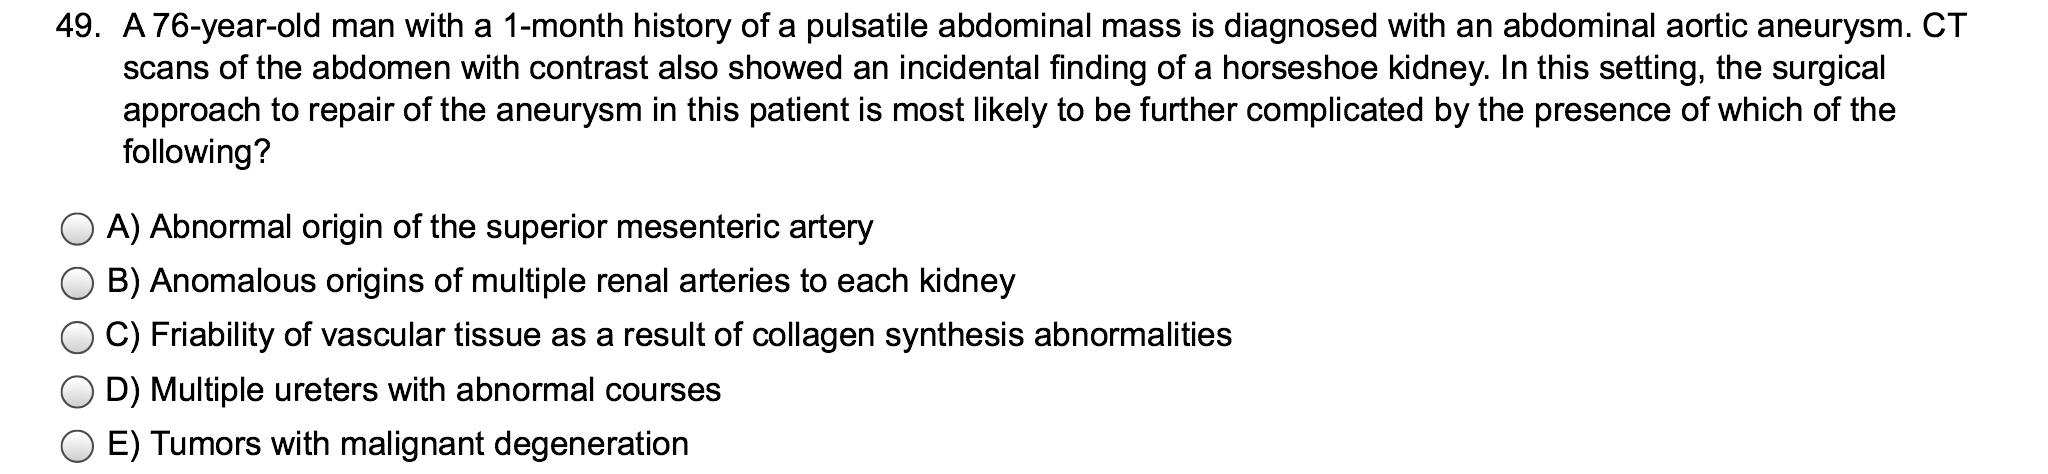 49. A 76-year-old man with a 1-month history of a pulsatile abdominal mass is diagnosed with an abdominal aortic aneurysm. CT
scans of the abdomen with contrast also showed an incidental finding of a horseshoe kidney. In this setting, the surgical
approach to repair of the aneurysm in this patient is most likely to be further complicated by the presence of which of the
following?
A) Abnormal origin of the superior mesenteric artery
B) Anomalous origins of multiple renal arteries to each kidney
C) Friability of vascular tissue as a result of collagen synthesis abnormalities
D) Multiple ureters with abnormal courses
E) Tumors with malignant degeneration